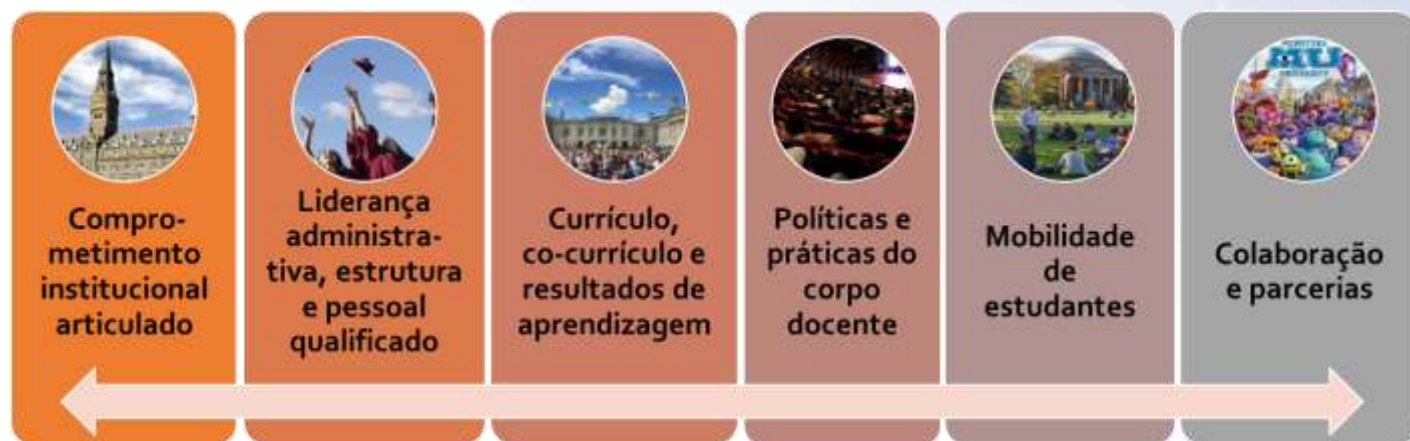 Compro-
metimento
institucional
articulado
Liderança
administra-
tiva, estrutura
e pessoal
qualificado
Currículo,
co-currículo e
resultados de
aprendizagem
Políticas e
práticas do
corpo
docente
MU
Mobilidade
de
estudantes
Colaboração
e parcerias